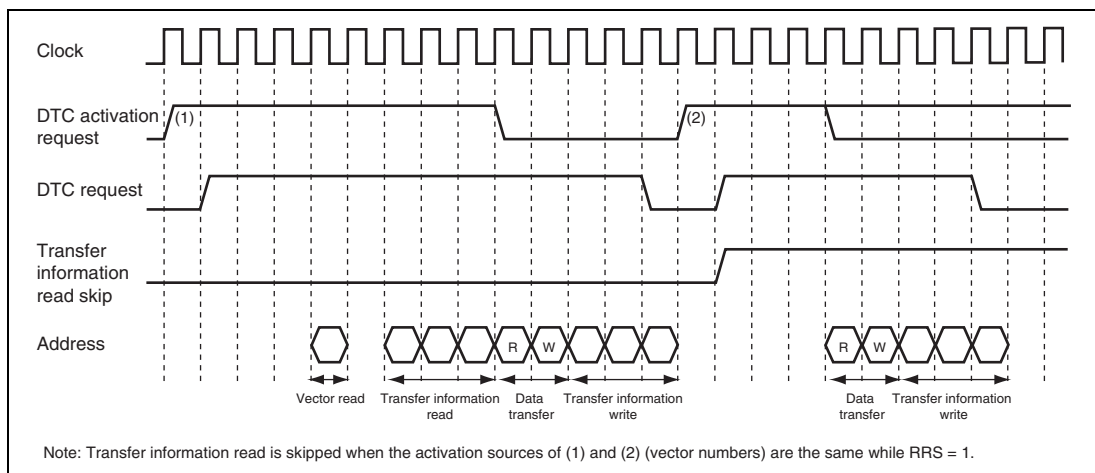 Clock
DTC activation
request
(1)
(2)
DTC request
Transfer
information
read skip
Address
R
W
R
W
Vector read
Transfer information
read
Data
transfer
Transfer information
write
Data
transfer
Transfer information
write
Note: Transfer information read is skipped when the activation sources of (1) and (2) (vector numbers) are the same while RRS = 1.